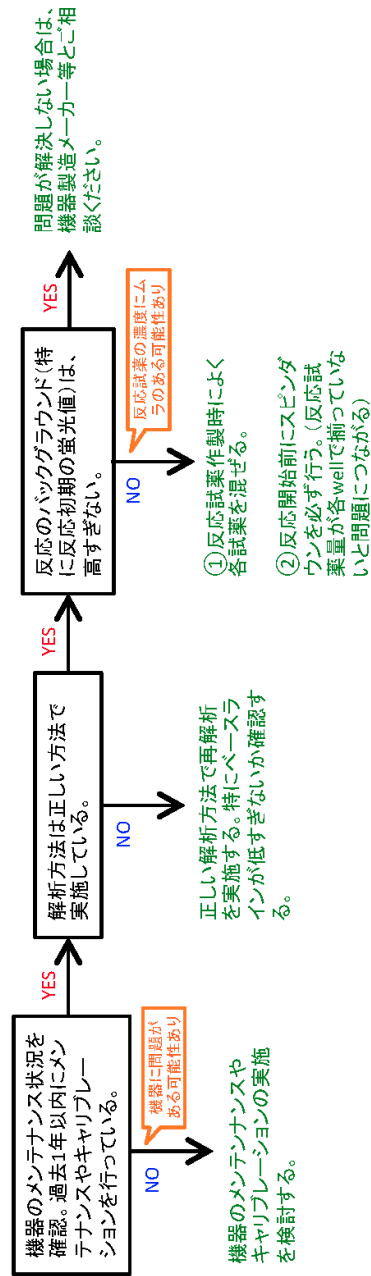 機器のメンテナンス状況を
確認。過去1年以内にメン
テナンスやキャリブレー
ションを行っている。
YES
NO
機器に問題が
ある可能性あり
機器のメンテンナンスや
キャリブレーションの実施
を検討する。
解析方法は正しい方法で
実施している。
YES
NO
正しい解析方法で再解析
を実施する。特にベースラ
インが低すぎないか確認す
る。
反応のバックグラウンド(特
に反応初期の蛍光値)は、
高すぎない。
YES
NO
反応試薬の濃度にム
ラのある可能性あり
①反応試薬作製時によく
各試薬を混ぜる。
②反応開始前にスピンダ
ウンを必ず行う。(反応試
薬量が各wellで揃っていな
いと問題につながる)
問題が解決しない場合は、
機器製造メーカー等とご相
談ください。